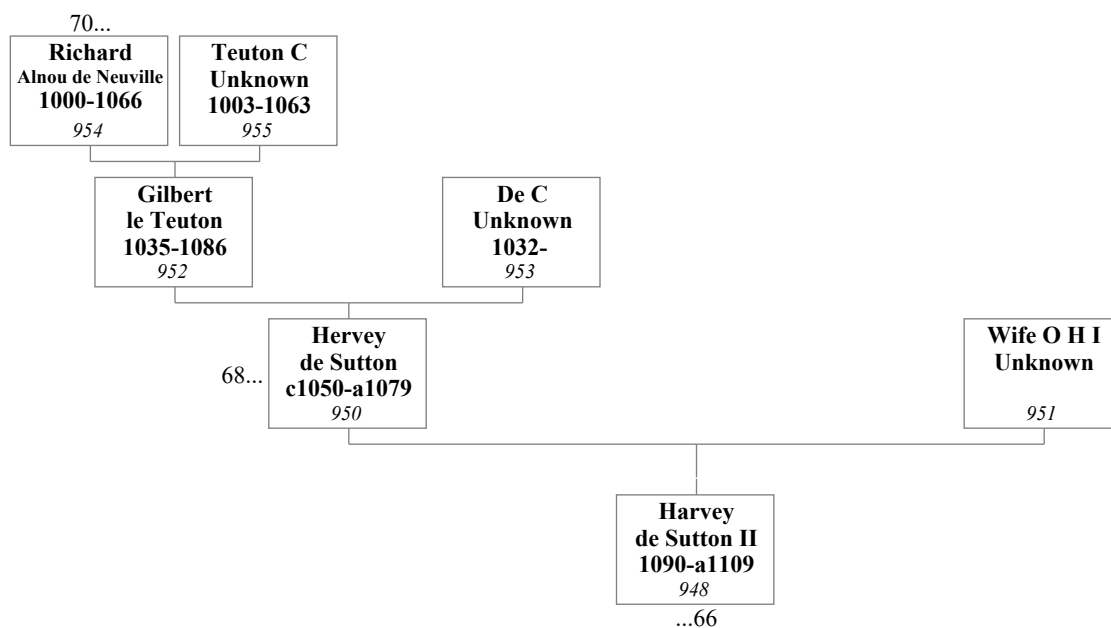 70...
Richard
Alnou de Neuville
1000-1066
954
Teuton C
Unknown
1003-1063
955
Gilbert
le Teuton
1035-1086
952
De C
Unknown
1032-
953
68...
Hervey
de Sutton
c1050-a1079
950
Wife O H I
Unknown
951
Harvey
de Sutton II
1090-a1109
948
...66